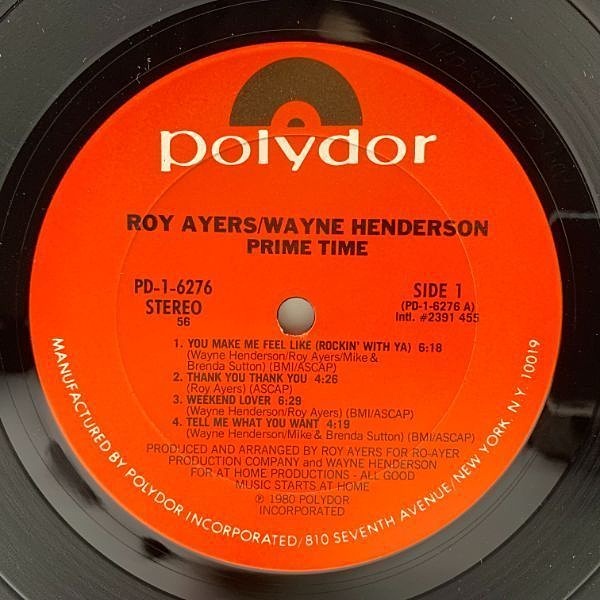 polydor
ROY AYERS/WAYNE HENDERSON
PRIME TIME
PD-1-6276
STEREO
56
SIDE 1
(PD-1-6276 A)
Intl. #2391 455
1. YOU MAKE ME FEEL LIKE (ROCKIN' WITH YA) 6:18
(Wayne Henderson/Roy Ayers/Mike &
Brenda Sutton) (BMI/ASCAP)
2. THANK YOU THANK YOU 4:26
(Roy Ayers) (ASCAP)
3. WEEKEND LOVER 6:29
(Wayne Henderson/Roy Ayers) (BMI/ASCAP)
4. TELL ME WHAT YOU WANT 4:19
(Wayne Henderson/Mike & Brenda Sutton) (BMI/ASCAP)
PRODUCED AND ARRANGED BY ROY AYERS FOR RO-AYER
PRODUCTION COMPANY and WAYNE HENDERSON
FOR AT HOME PRODUCTIONS - ALL GOOD
MUSIC STARTS AT HOME
℗ 1980 POLYDOR
INCORPORATED
MANUFACTURED BY POLYDOR INCORPORATED/810 SEVENTH AVENUE/NEW YORK N.Y. 10019